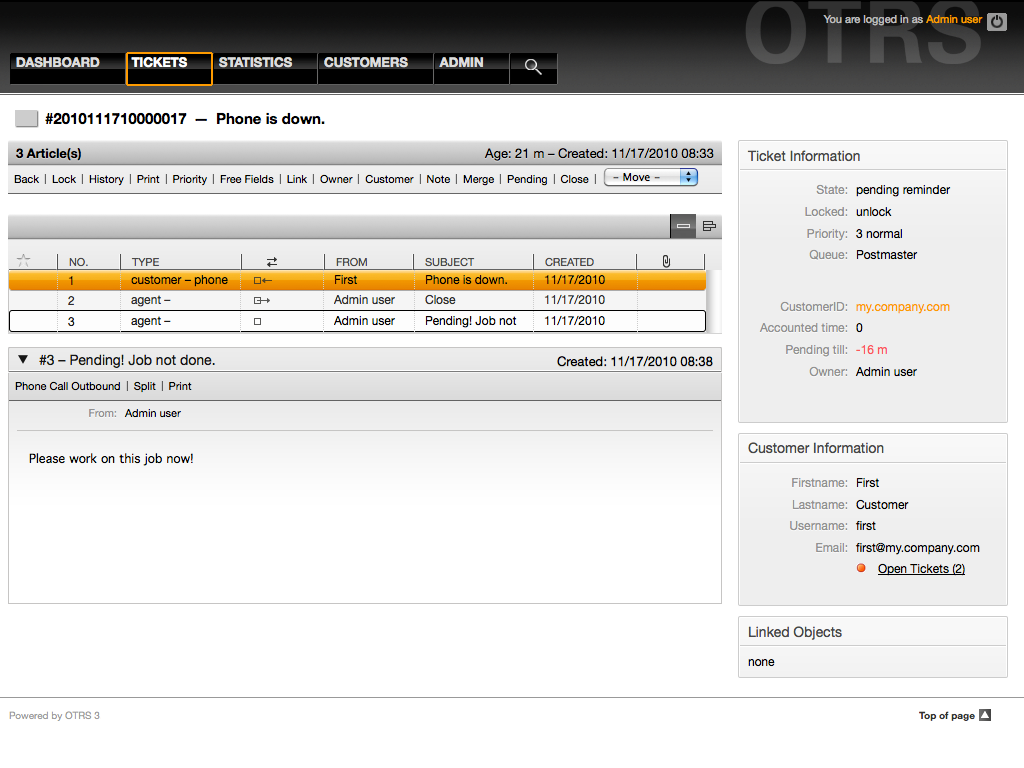 OTRS
You are logged in as Admin user
DASHBOARD TICKETS STATISTICS CUSTOMERS ADMIN
#2010111710000017 — Phone is down.
3 Article(s) Age: 21 m – Created: 11/17/2010 08:33
Back | Lock | History | Print | Priority | Free Fields | Link | Owner | Customer | Note | Merge | Pending | Close | – Move –
NO. TYPE FROM SUBJECT CREATED
1 customer – phone First Phone is down. 11/17/2010
2 agent – Admin user Close 11/17/2010
3 agent – Admin user Pending! Job not 11/17/2010
#3 – Pending! Job not done. Created: 11/17/2010 08:38
Phone Call Outbound | Split | Print
From: Admin user
Please work on this job now!
Ticket Information
State: pending reminder
Locked: unlock
Priority: 3 normal
Queue: Postmaster
CustomerID: my.company.com
Accounted time: 0
Pending till: -16 m
Owner: Admin user
Customer Information
Firstname: First
Lastname: Customer
Username: first
Email: first@my.company.com
Open Tickets (2)
Linked Objects
none
Powered by OTRS 3 Top of page